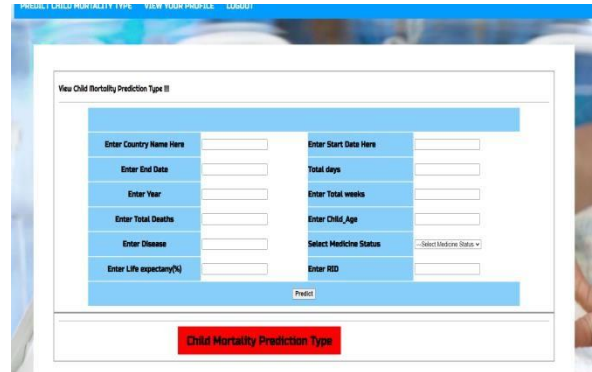 PREDICT CHILD MORTALITY TYPE VIEW YOUR PROFILE LOGOUT
View Child Mortality Prediction Type !!!
Enter Country Name Here Enter Start Date Here
Enter End Date Total days
Enter Year Enter Total weeks
Enter Total Deaths Enter Child_Age
Enter Disease Select Medicine Status --Select Medicine Status
Enter Life expectany(%) Enter RID
Predict
Child Mortality Prediction Type